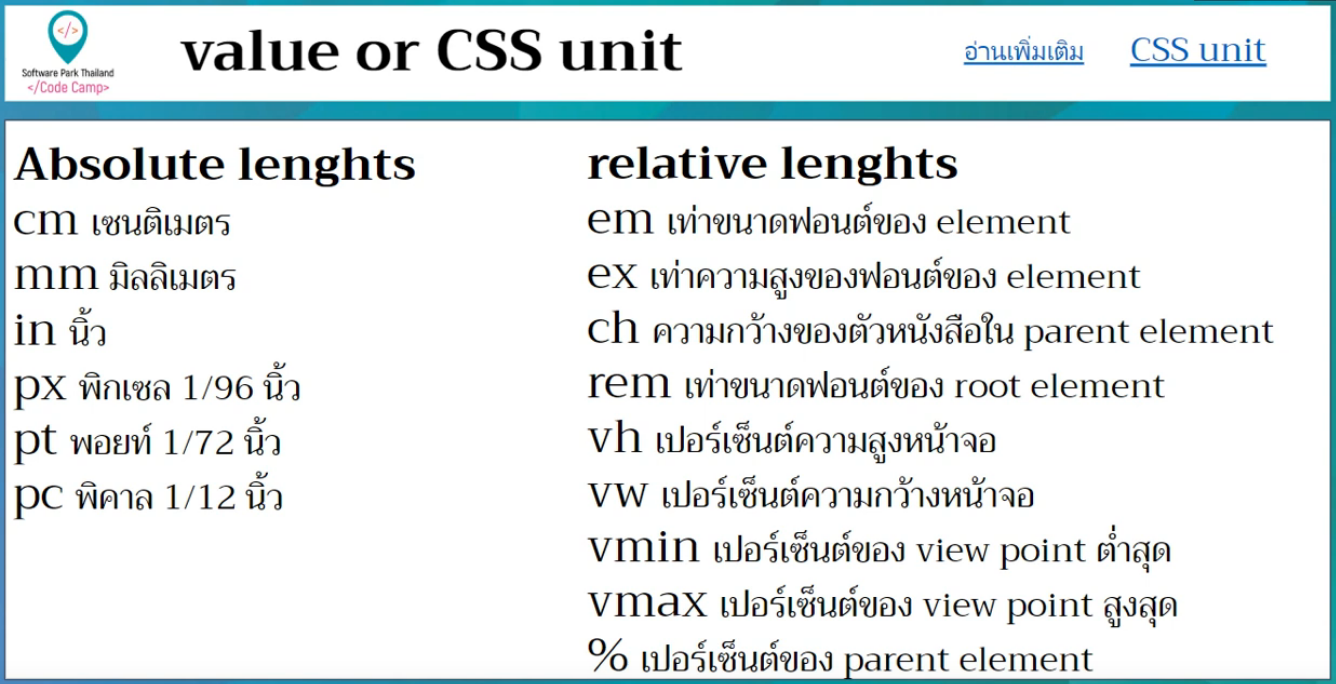 </>
Software Park Thailand
</Code Camp>
value or CSS unit
อ่านเพิ่มเติม
CSS unit
Absolute lenghts
cm เซนติเมตร
mm มิลลิเมตร
in นิ้ว
px พิกเซล 1/96 นิ้ว
pt พอยท์ 1/72 นิ้ว
pc พิคาล 1/12 นิ้ว
relative lenghts
em เท่าขนาดฟอนต์ของ element
ex เท่าความสูงของฟอนต์ของ element
ch ความกว้างของตัวหนังสือใน parent element
rem เท่าขนาดฟอนต์ของ root element
vh เปอร์เซ็นต์ความสูงหน้าจอ
vw เปอร์เซ็นต์ความกว้างหน้าจอ
vmin เปอร์เซ็นต์ของ view point ต่ำสุด
vmax เปอร์เซ็นต์ของ view point สูงสุด
% เปอร์เซ็นต์ของ parent element